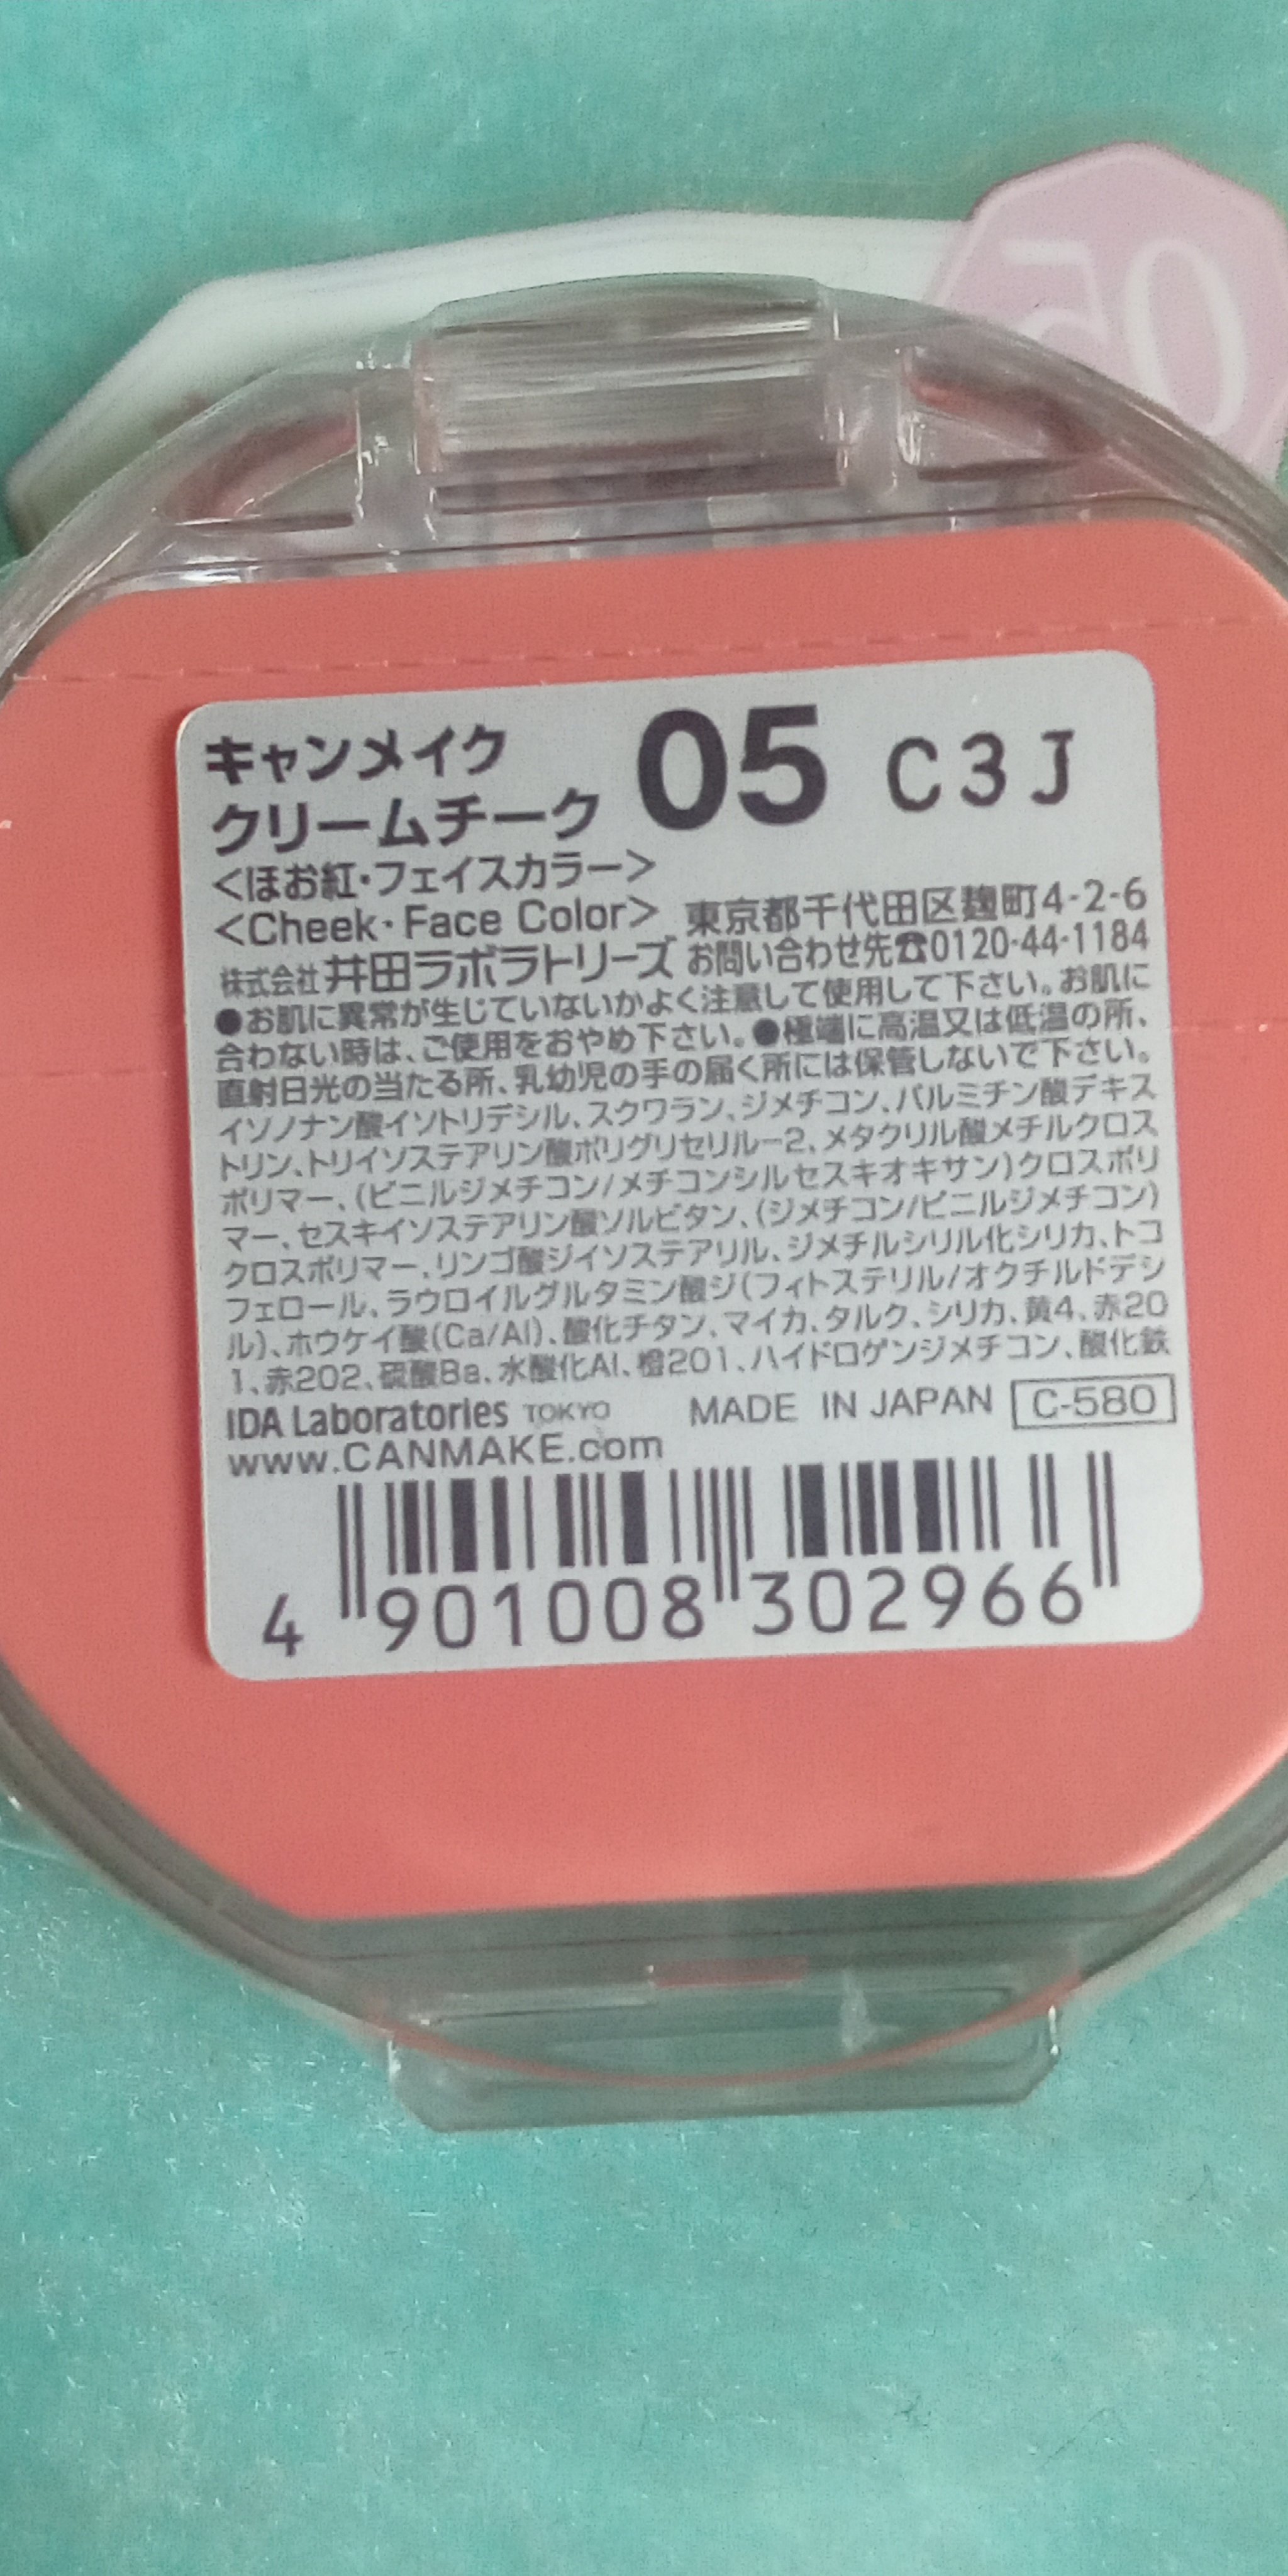 05
キャンメイク 05 C3J
クリームチーク
<ほお紅・フェイスカラー>
<Cheek・Face Color> 東京都千代田区麹町4-2-6
株式会社井田ラボラトリーズ お問い合わせ先☎0120-44-1184
●お肌に異常が生じていないかよく注意して使用して下さい。お肌に
合わない時は、ご使用をおやめ下さい。●極端に高温又は低温の所、
直射日光の当たる所、乳幼児の手の届く所には保管しないで下さい。
イソノナン酸イソトリデシル、スクワラン、ジメチコン、パルミチン酸デキス
トリン、トリイソステアリン酸ポリグリセリル-2、メタクリル酸メチルクロス
ポリマー、(ビニルジメチコン/メチコンシルセスキオキサン)クロスポリ
マー、セスキイソステアリン酸ソルビタン、(ジメチコン/ビニルジメチコン)
クロスポリマー、リンゴ酸ジイソステアリル、ジメチルシリル化シリカ、トコ
フェロール、ラウロイルグルタミン酸ジ(フィトステリル/オクチルドデシ
ル)、ホウケイ酸(Ca/Al)、酸化チタン、マイカ、タルク、シリカ、黄4、赤20
1、赤202、硫酸Ba、水酸化Al、橙201、ハイドロゲンジメチコン、酸化鉄
IDA Laboratories TOKYO MADE IN JAPAN C-580
www.CANMAKE.com
4 901008 302966